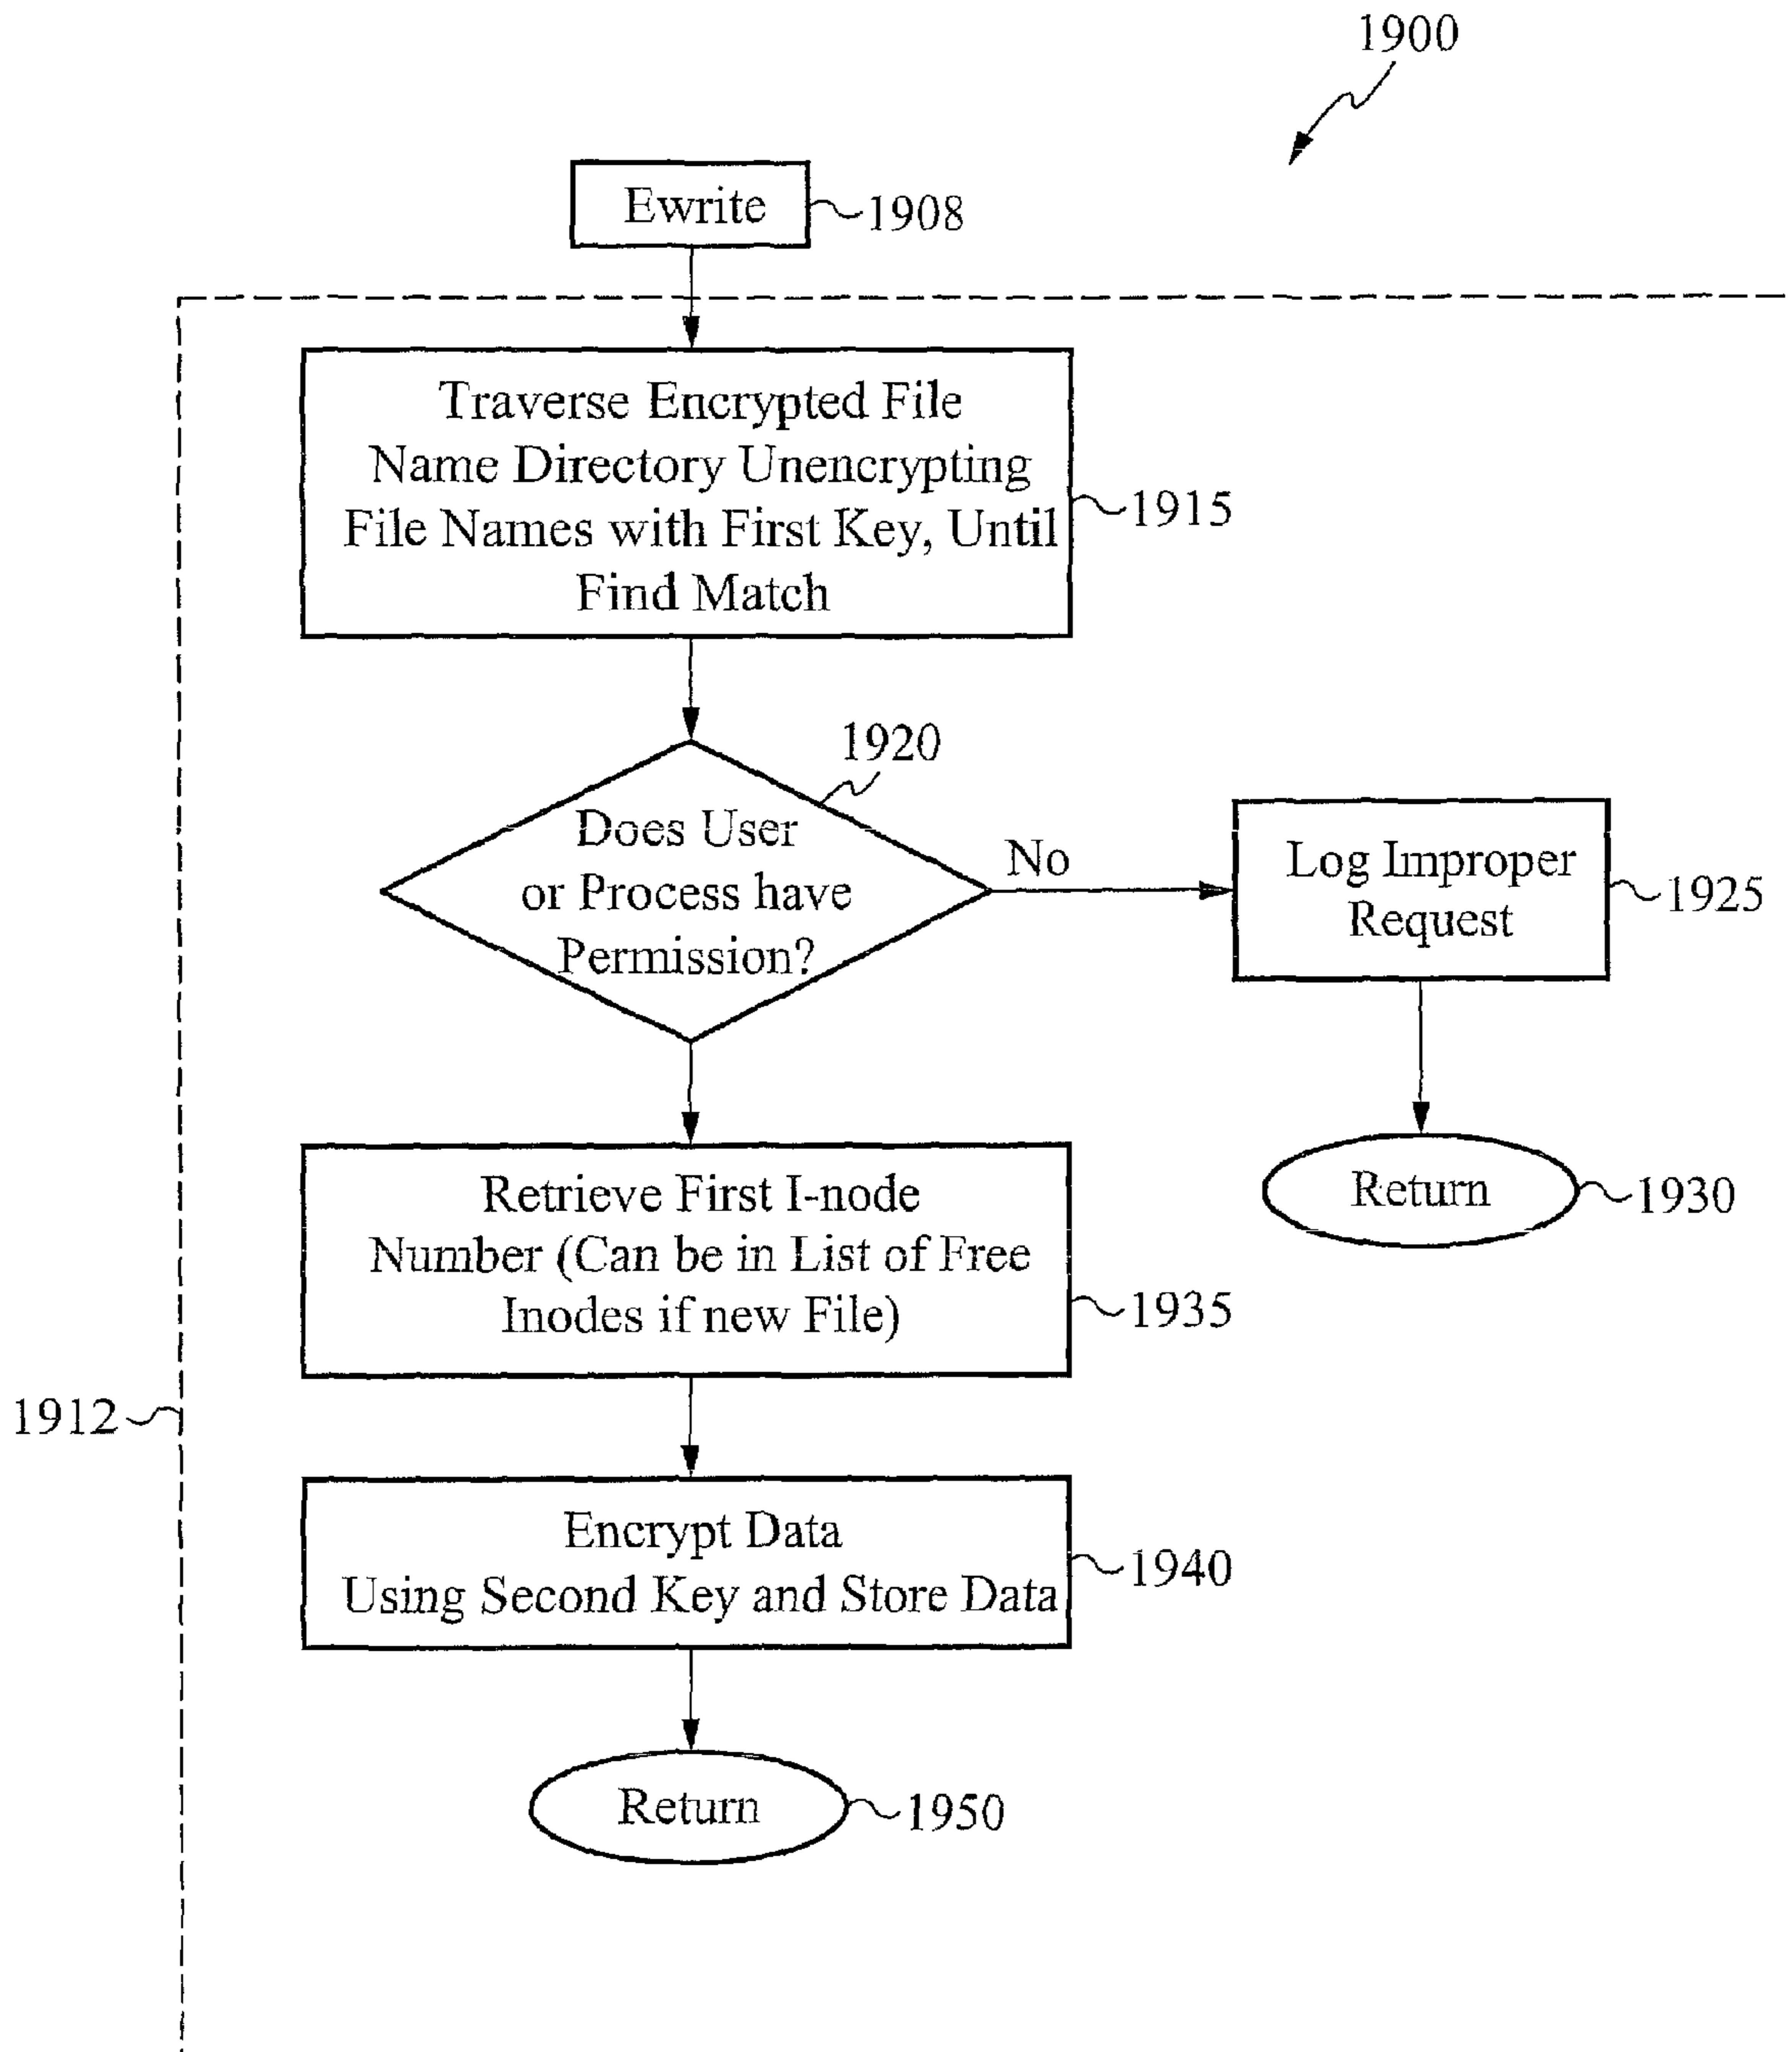 1900
Ewrite
1908
Traverse Encrypted File
Name Directory Unencrypting
File Names with First Key, Until
Find Match
1915
1920
Does User
or Process have
Permission?
No
Log Improper
Request
1925
Return
1930
Retrieve First I-node
Number (Can be in List of Free
Inodes if new File)
1935
1912
Encrypt Data
Using Second Key and Store Data
1940
Return
1950